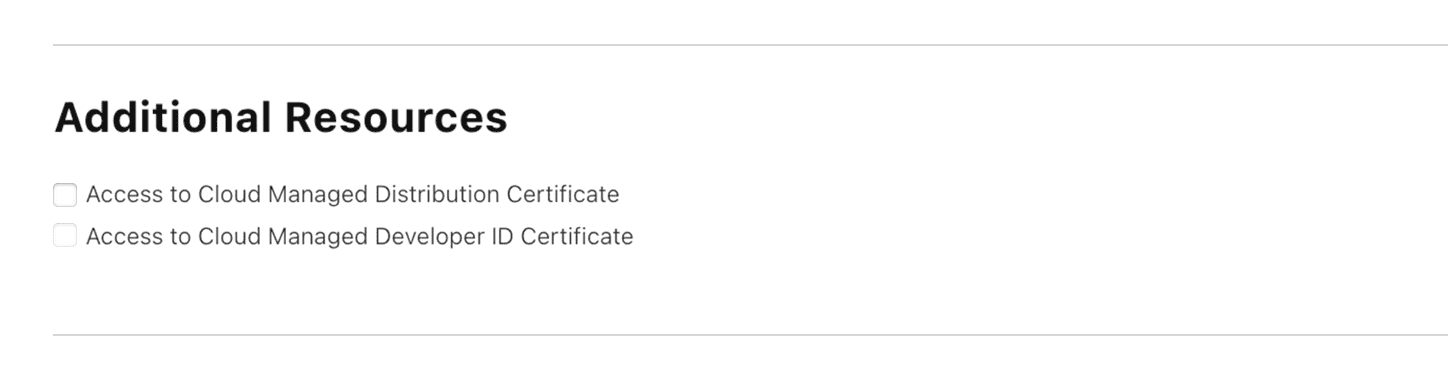 Additional Resources
Access to Cloud Managed Distribution Certificate
Access to Cloud Managed Developer ID Certificate